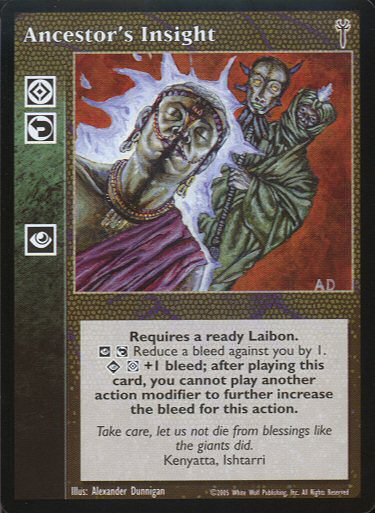 Ancestor's Insight
AD
Requires a ready Laibon.
Reduce a bleed against you by 1.
+1 bleed; after playing this
card, you cannot play another
action modifier to further increase
the bleed for this action.
Take care, let us not die from blessings like
the giants did.
Kenyatta, Ishtarri
Illus: Alexander Dunnigan
©2005 White Wolf Publishing, Inc. All Rights Reserved